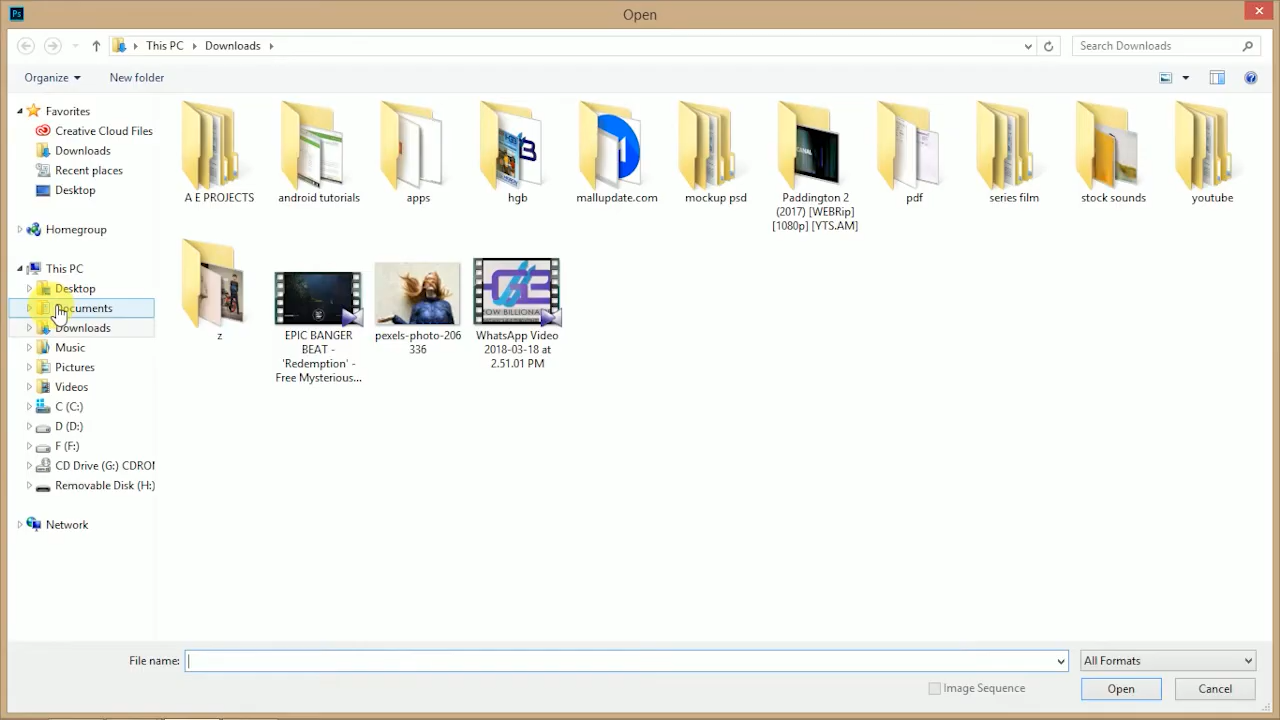 Ps
Open
This PC
Downloads
Search Downloads
Organize
New folder
Favorites
Creative Cloud Files
Downloads
Recent places
Desktop
Homegroup
This PC
Desktop
Documents
Downloads
Music
Pictures
Videos
C (C:)
D (D:)
F (F:)
CD Drive (G:) CDROM
Removable Disk (H:)
Network
A E PROJECTS
android tutorials
apps
hgb
mallupdate.com
mockup psd
Paddington 2
(2017) [WEBRip]
[1080p] [YTS.AM]
pdf
series film
stock sounds
youtube
z
EPIC BANGER
BEAT -
'Redemption' -
Free Mysterious...
pexels-photo-206
336
WhatsApp Video
2018-03-18 at
2.51.01 PM
File name:
All Formats
Image Sequence
Open
Cancel